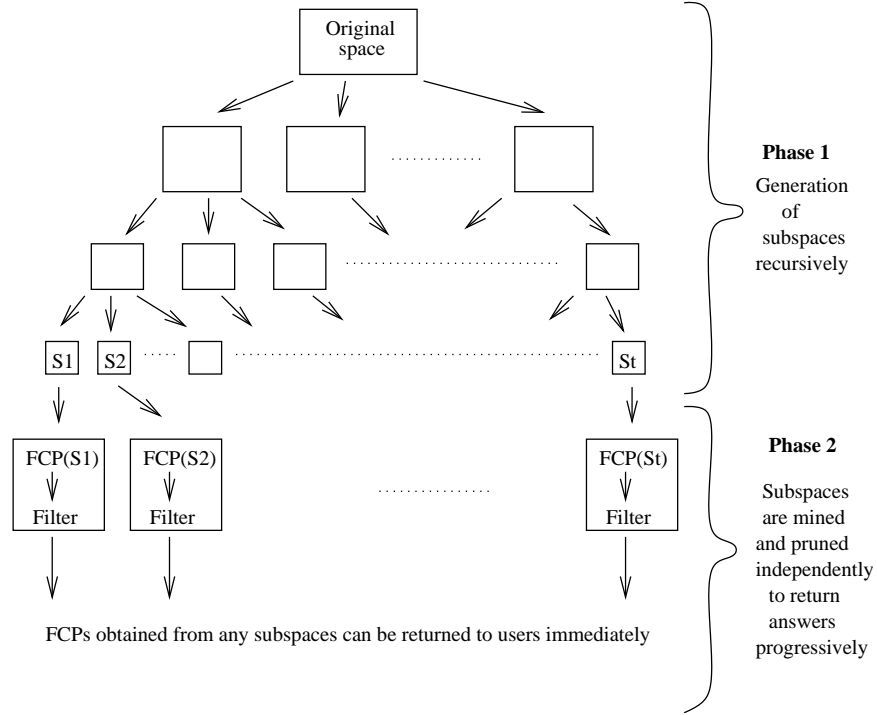 Original
space
Phase 1
Generation
of
subspaces
recursively
S1
S2
St
FCP(S1)
Filter
FCP(S2)
Filter
FCP(St)
Filter
Phase 2
Subspaces
are mined
and pruned
independently
to return
answers
progressively
FCPs obtained from any subspaces can be returned to users immediately